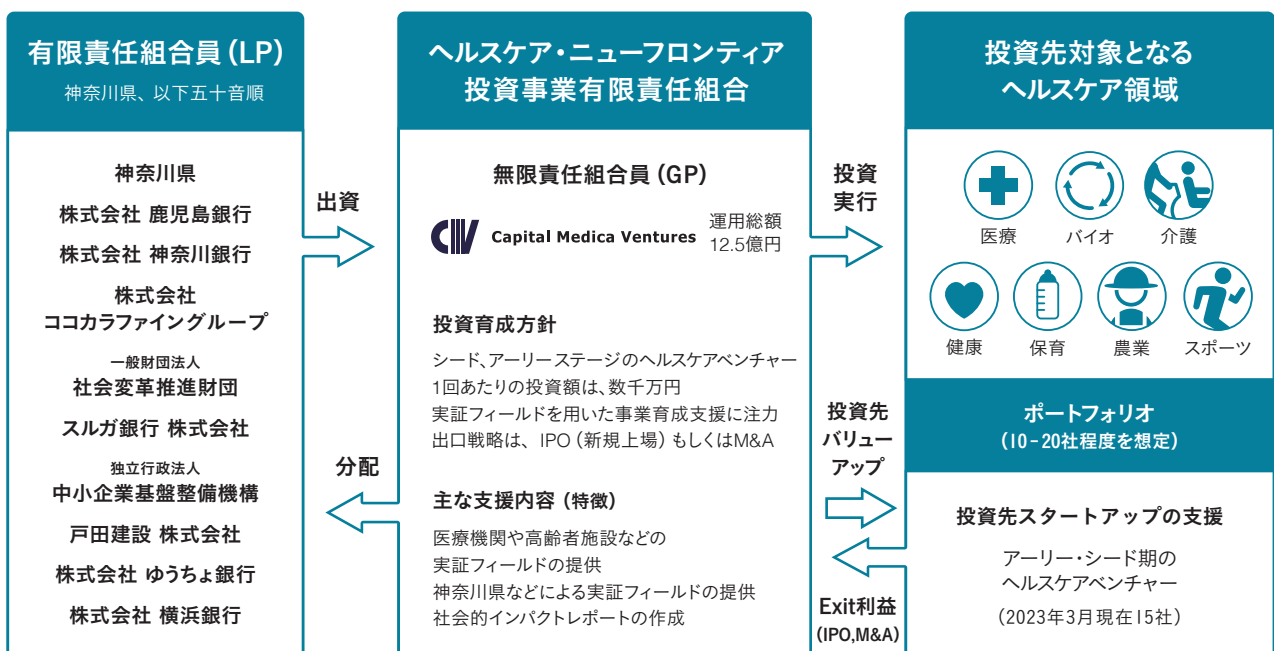 有限責任組合員（LP）
神奈川県、以下五十音順
神奈川県
株式会社 鹿児島銀行
株式会社 神奈川銀行
株式会社
ココカラファイングループ
一般財団法人
社会変革推進財団
スルガ銀行 株式会社
独立行政法人
中小企業基盤整備機構
戸田建設 株式会社
株式会社 ゆうちょ銀行
株式会社 横浜銀行
出資
分配
ヘルスケア・ニューフロンティア
投資事業有限責任組合
無限責任組合員（GP）
CMV Capital Medica Ventures
運用総額
12.5億円
投資育成方針
シード、アーリーステージのヘルスケアベンチャー
1回あたりの投資額は、数千万円
実証フィールドを用いた事業育成支援に注力
出口戦略は、IPO（新規上場）もしくはM&A
主な支援内容（特徴）
医療機関や高齢者施設などの
実証フィールドの提供
神奈川県などによる実証フィールドの提供
社会的インパクトレポートの作成
投資
実行
投資先
バリュー
アップ
Exit利益
(IPO,M&A)
投資先対象となる
ヘルスケア領域
医療
バイオ
介護
健康
保育
農業
スポーツ
ポートフォリオ
（10-20社程度を想定）
投資先スタートアップの支援
アーリー・シード期の
ヘルスケアベンチャー
（2023年3月現在15社）